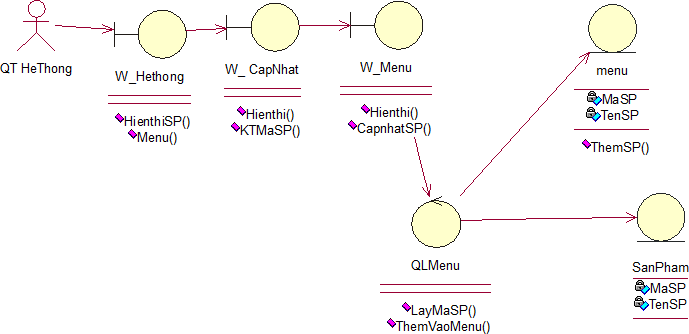 QT HeThong
W_Hethong
HienthiSP()
Menu()
W_ CapNhat
Hienthi()
KTMaSP()
W_Menu
Hienthi()
CapnhatSP()
menu
MaSP
TenSP
ThemSP()
QLMenu
LayMaSP()
ThemVaoMenu()
SanPham
MaSP
TenSP